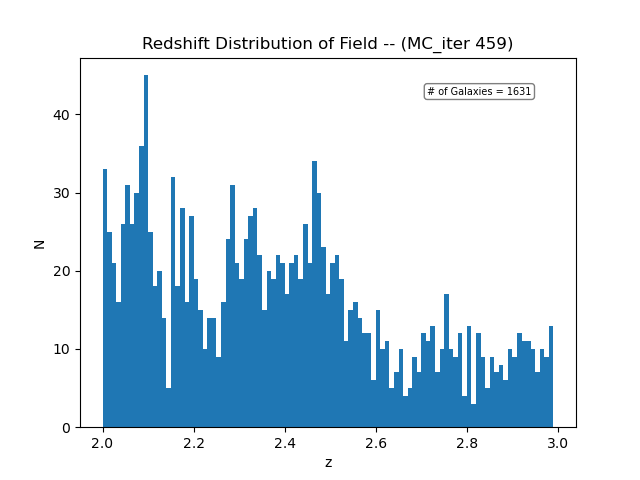 Redshift Distribution of Field -- (MC_iter 459)
# of Galaxies = 1631
40
30
20
10
0
N
2.0 2.2 2.4 2.6 2.8 3.0
z